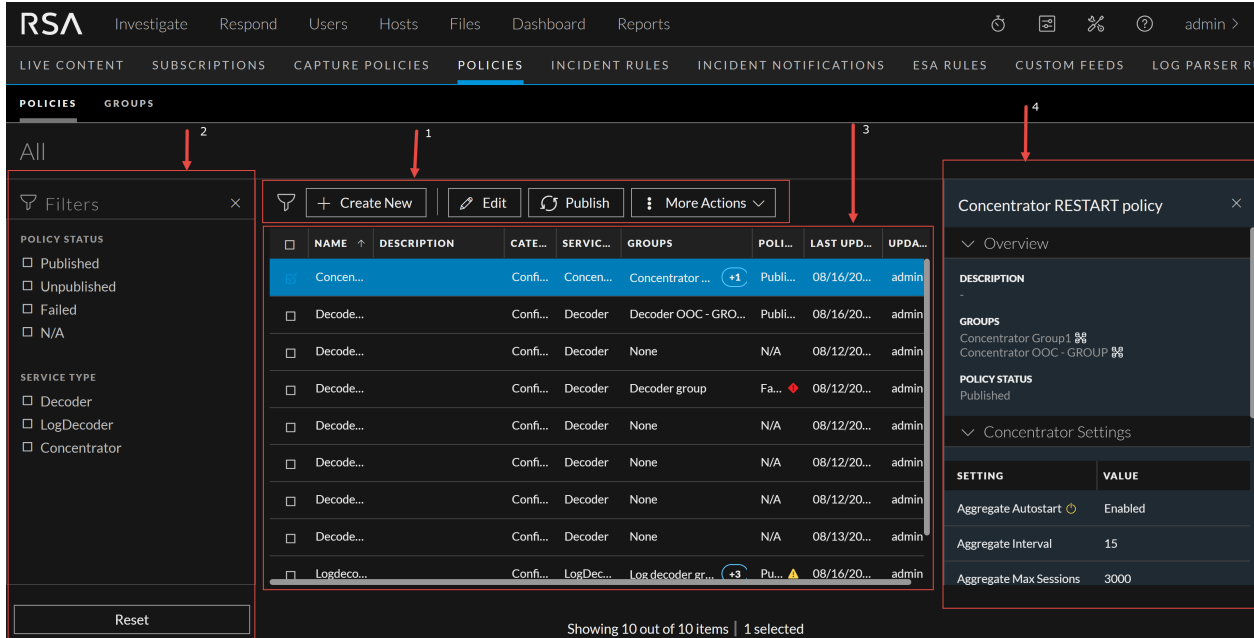 RSA Investigate Respond Users Hosts Files Dashboard Reports admin >
LIVE CONTENT SUBSCRIPTIONS CAPTURE POLICIES POLICIES INCIDENT RULES INCIDENT NOTIFICATIONS ESA RULES CUSTOM FEEDS LOG PARSER RU
POLICIES GROUPS
2
1
3
4
All
Filters
POLICY STATUS
Published
Unpublished
Failed
N/A
SERVICE TYPE
Decoder
LogDecoder
Concentrator
Reset
Create New Edit Publish More Actions
NAME DESCRIPTION CATE... SERVIC... GROUPS POLI... LAST UPD... UPDA...
Concen... Confi... Concen... Concentrator ... +1 Publi... 08/16/20... admin
Decode... Confi... Decoder Decoder OOC - GRO... Publi... 08/16/20... admin
Decode... Confi... Decoder None N/A 08/12/20... admin
Decode... Confi... Decoder Decoder group Fa... 08/12/20... admin
Decode... Confi... Decoder None N/A 08/12/20... admin
Decode... Confi... Decoder None N/A 08/12/20... admin
Decode... Confi... Decoder None N/A 08/12/20... admin
Decode... Confi... Decoder None N/A 08/13/20... admin
Logdeco... Confi... LogDec... Log decoder gr... +3 Pu... 08/16/20... admin
Showing 10 out of 10 items | 1 selected
Concentrator RESTART policy
Overview
DESCRIPTION
-
GROUPS
Concentrator Group1
Concentrator OOC - GROUP
POLICY STATUS
Published
Concentrator Settings
SETTING VALUE
Aggregate Autostart Enabled
Aggregate Interval 15
Aggregate Max Sessions 3000